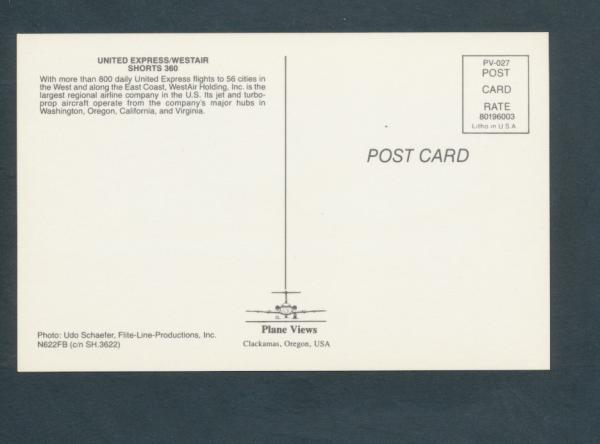 UNITED EXPRESS/WESTAIR
SHORTS 360
With more than 800 daily United Express flights to 56 cities in
the West and along the East Coast, WestAir Holding, Inc. is the
largest regional airline company in the U.S. Its jet and turbo-
prop aircraft operate from the company's major hubs in
Washington, Oregon, California, and Virginia.
PV-027
POST
CARD
RATE
80196003
Litho in U.S.A
POST CARD
Photo: Udo Schaefer, Flite-Line-Productions, Inc.
N622FB (c/n SH.3622)
Plane Views
Clackamas, Oregon, USA